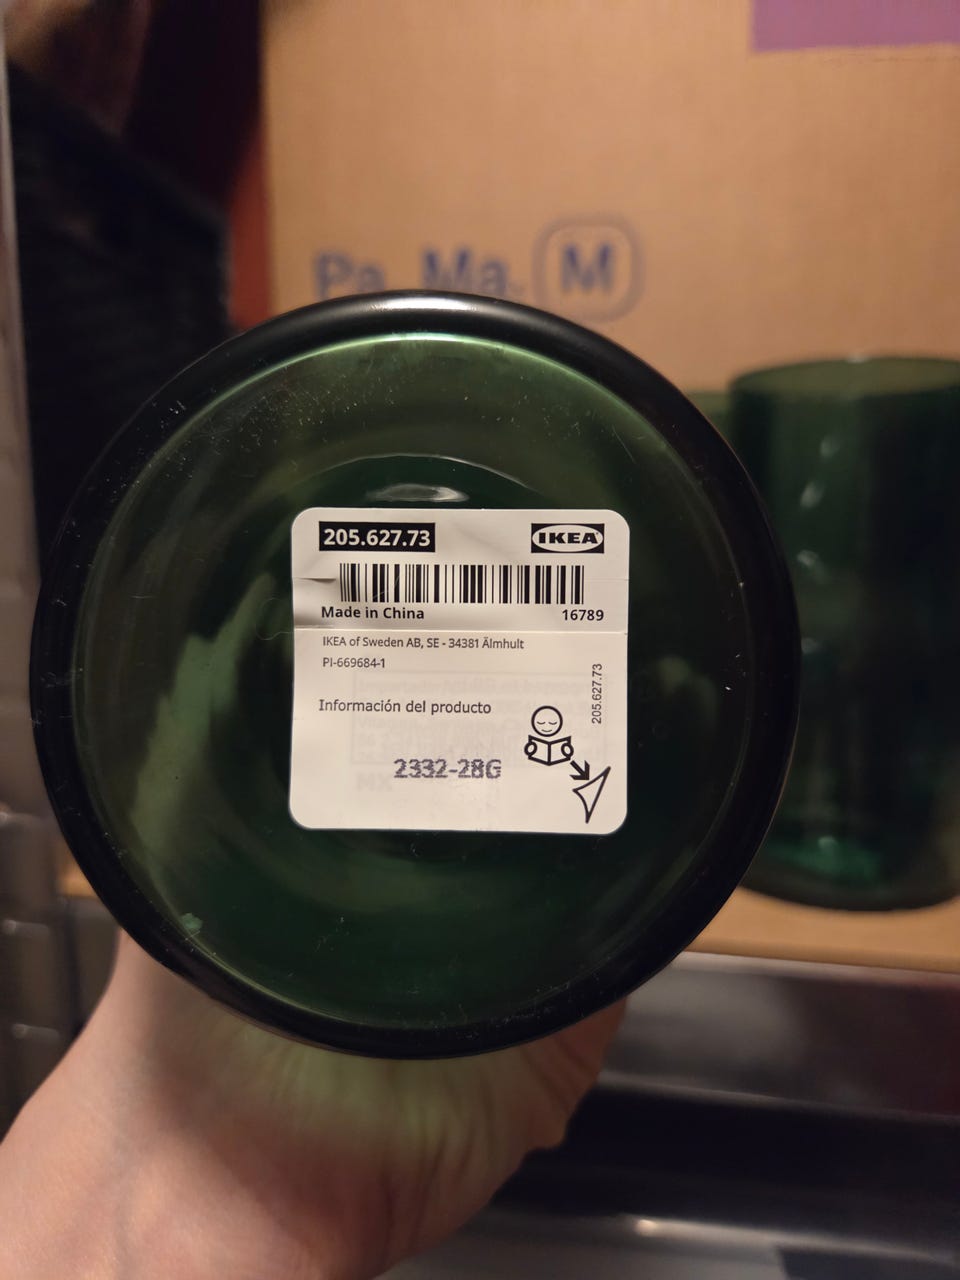 Pa. Ma. M
205.627.73
IKEA
Made in China
16789
IKEA of Sweden AB, SE - 34381 Älmhult
PI-669684-1
205.627.73
Información del producto
2332-28G